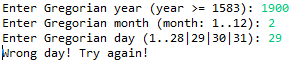 Enter Gregorian year (year >= 1583): 1900
Enter Gregorian month (month: 1..12): 2
Enter Gregorian day (1..28|29|30|31): 29
Wrong day! Try again!